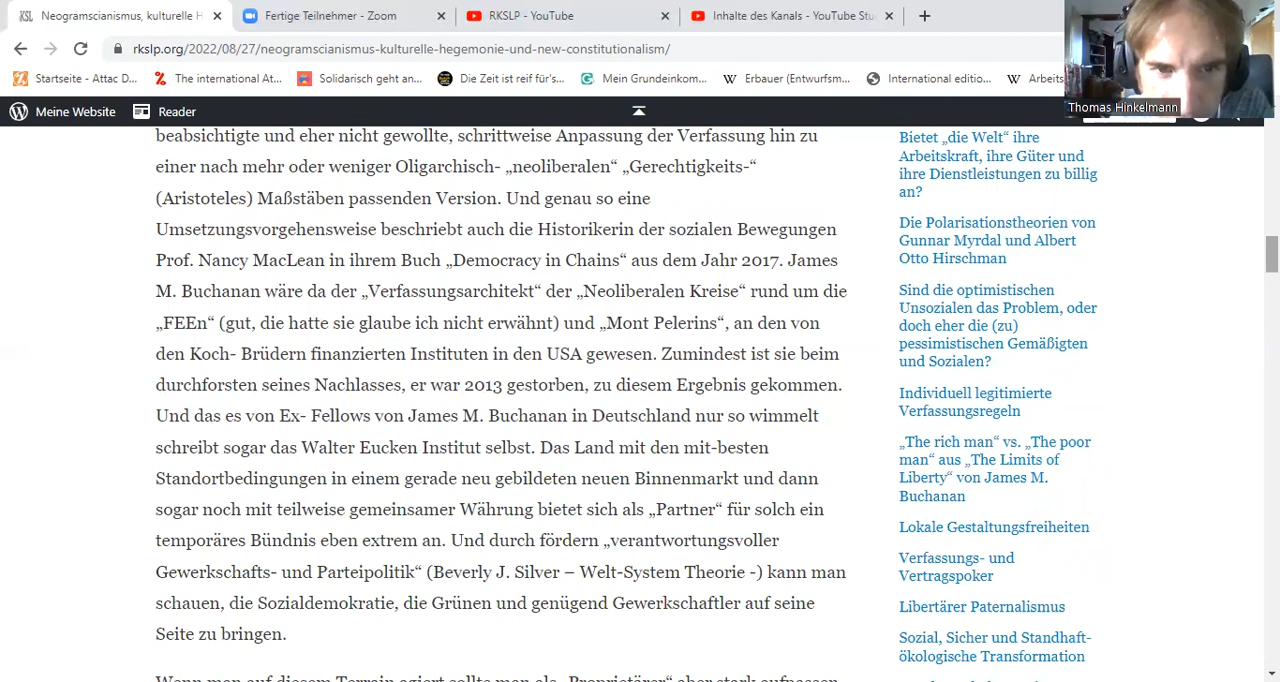 Neogramscianismus, kulturelle H
Fertige Teilnehmer - Zoom
RKSLP - YouTube
Inhalte des Kanals - YouTube Stu
rkslp.org/2022/08/27/neogramscianismus-kulturelle-hegemonie-und-new-constitutionalism/
Startseite - Attac D...
The international At...
Solidarisch geht an...
Die Zeit ist reif für's...
Mein Grundeinkom...
Erbauer (Entwurfsm...
International editio...
Arbeits
Thomas Hinkelmann
Meine Website
Reader
beabsichtigte und eher nicht gewollte, schrittweise Anpassung der Verfassung hin zu
einer nach mehr oder weniger Oligarchisch- „neoliberalen“ „Gerechtigkeits-“
(Aristoteles) Maßstäben passenden Version. Und genau so eine
Umsetzungsvorgehensweise beschriebt auch die Historikerin der sozialen Bewegungen
Prof. Nancy MacLean in ihrem Buch „Democracy in Chains“ aus dem Jahr 2017. James
M. Buchanan wäre da der „Verfassungsarchitekt“ der „Neoliberalen Kreise“ rund um die
„FEEn“ (gut, die hatte sie glaube ich nicht erwähnt) und „Mont Pelerins“, an den von
den Koch- Brüdern finanzierten Instituten in den USA gewesen. Zumindest ist sie beim
durchforsten seines Nachlasses, er war 2013 gestorben, zu diesem Ergebnis gekommen.
Und das es von Ex- Fellows von James M. Buchanan in Deutschland nur so wimmelt
schreibt sogar das Walter Eucken Institut selbst. Das Land mit den mit-besten
Standortbedingungen in einem gerade neu gebildeten neuen Binnenmarkt und dann
sogar noch mit teilweise gemeinsamer Währung bietet sich als „Partner“ für solch ein
temporäres Bündnis eben extrem an. Und durch fördern „verantwortungsvoller
Gewerkschafts- und Parteipolitik“ (Beverly J. Silver – Welt-System Theorie -) kann man
schauen, die Sozialdemokratie, die Grünen und genügend Gewerkschaftler auf seine
Seite zu bringen.
Wenn man auf diesem Terrain agiert sollte man als „Proprietärer“ aber stark aufpassen
Bietet „die Welt“ ihre
Arbeitskraft, ihre Güter und
ihre Dienstleistungen zu billig
an?
Die Polarisationstheorien von
Gunnar Myrdal und Albert
Otto Hirschman
Sind die optimistischen
Unsozialen das Problem, oder
doch eher die (zu)
pessimistischen Gemäßigten
und Sozialen?
Individuell legitimierte
Verfassungsregeln
„The rich man“ vs. „The poor
man“ aus „The Limits of
Liberty“ von James M.
Buchanan
Lokale Gestaltungsfreiheiten
Verfassungs- und
Vertragspoker
Libertärer Paternalismus
Sozial, Sicher und Standhaft-
ökologische Transformation